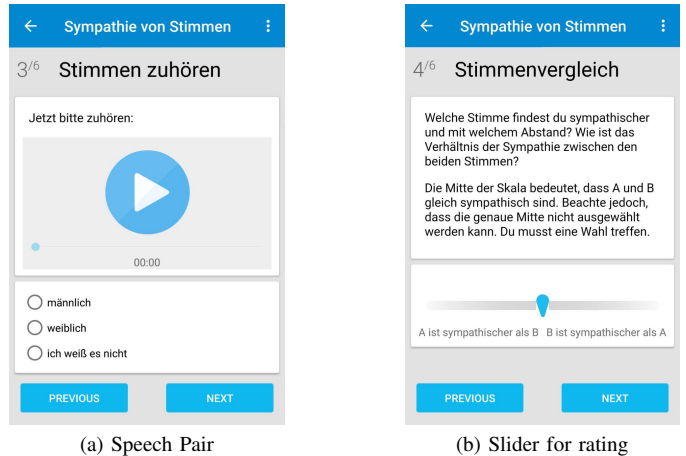 Sympathie von Stimmen
3/6 Stimmen zuhören
Jetzt bitte zuhören:
00:00
männlich
weiblich
ich weiß es nicht
PREVIOUS NEXT
(a) Speech Pair
Sympathie von Stimmen
4/6 Stimmenvergleich
Welche Stimme findest du sympathischer
und mit welchem Abstand? Wie ist das
Verhältnis der Sympathie zwischen den
beiden Stimmen?
Die Mitte der Skala bedeutet, dass A und B
gleich sympathisch sind. Beachte jedoch,
dass die genaue Mitte nicht ausgewählt
werden kann. Du musst eine Wahl treffen.
A ist sympathischer als B B ist sympathischer als A
PREVIOUS NEXT
(b) Slider for rating